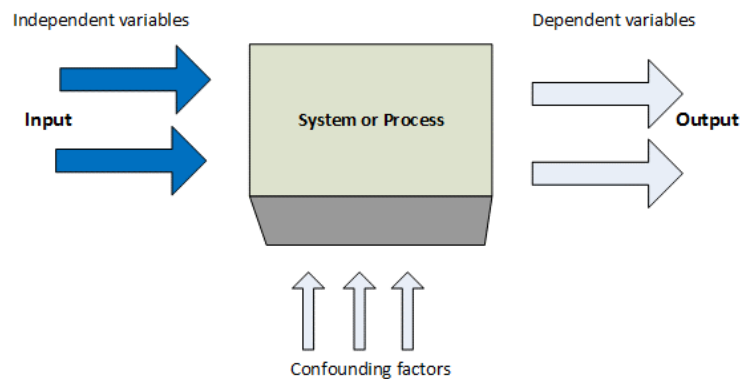 Independent variables
Dependent variables
Input
System or Process
Output
Confounding factors